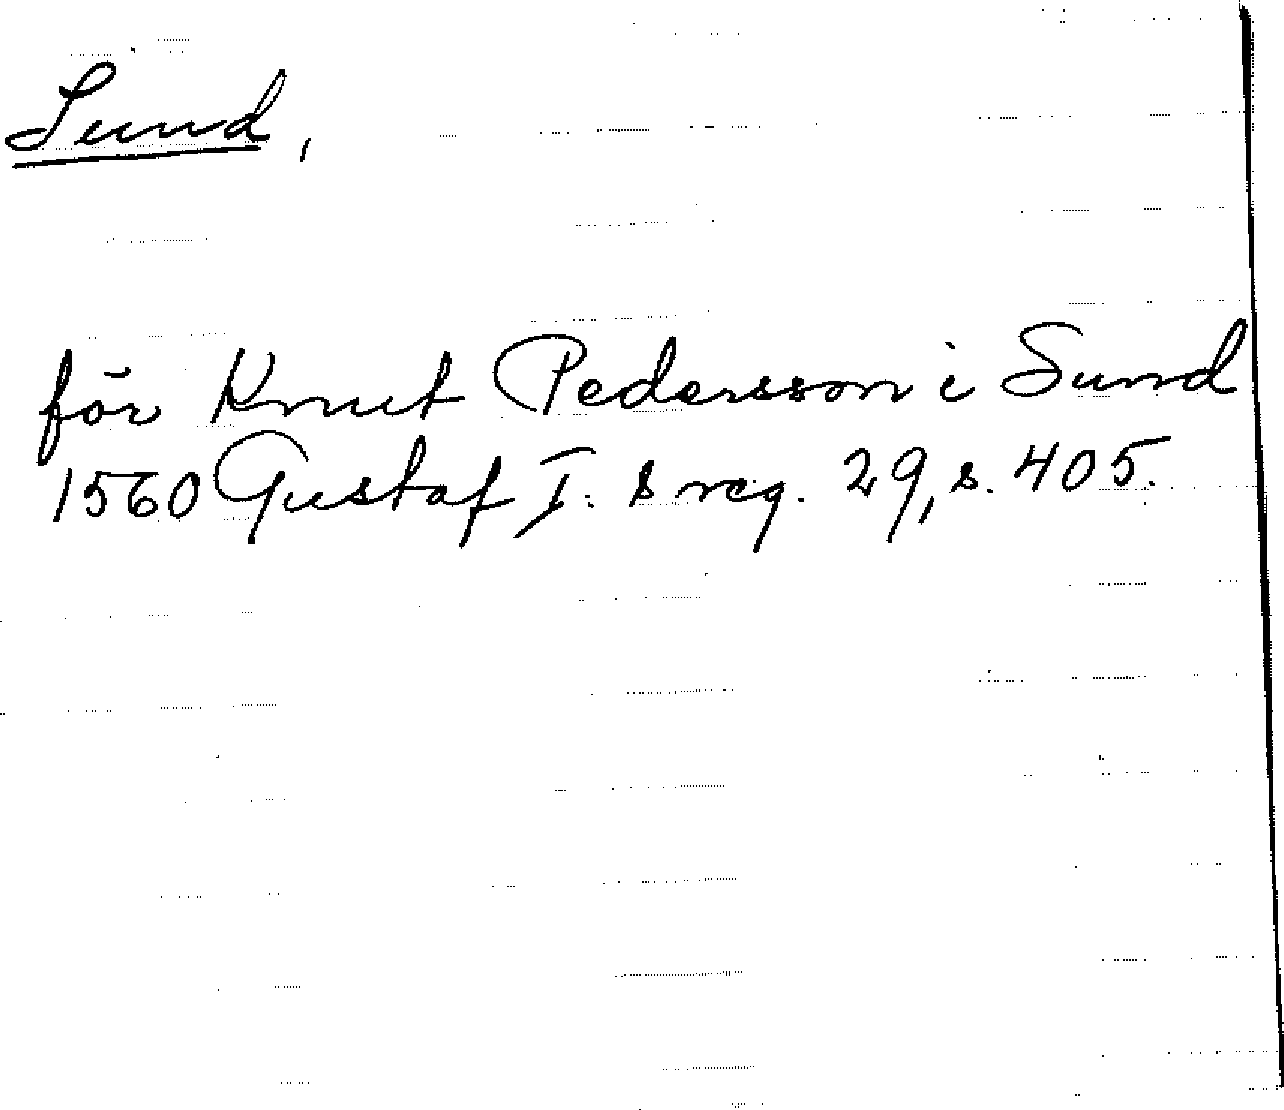 Sund,
för Knut Pedersson i Sund
1560 Gustaf I. s reg. 29, s. 405.